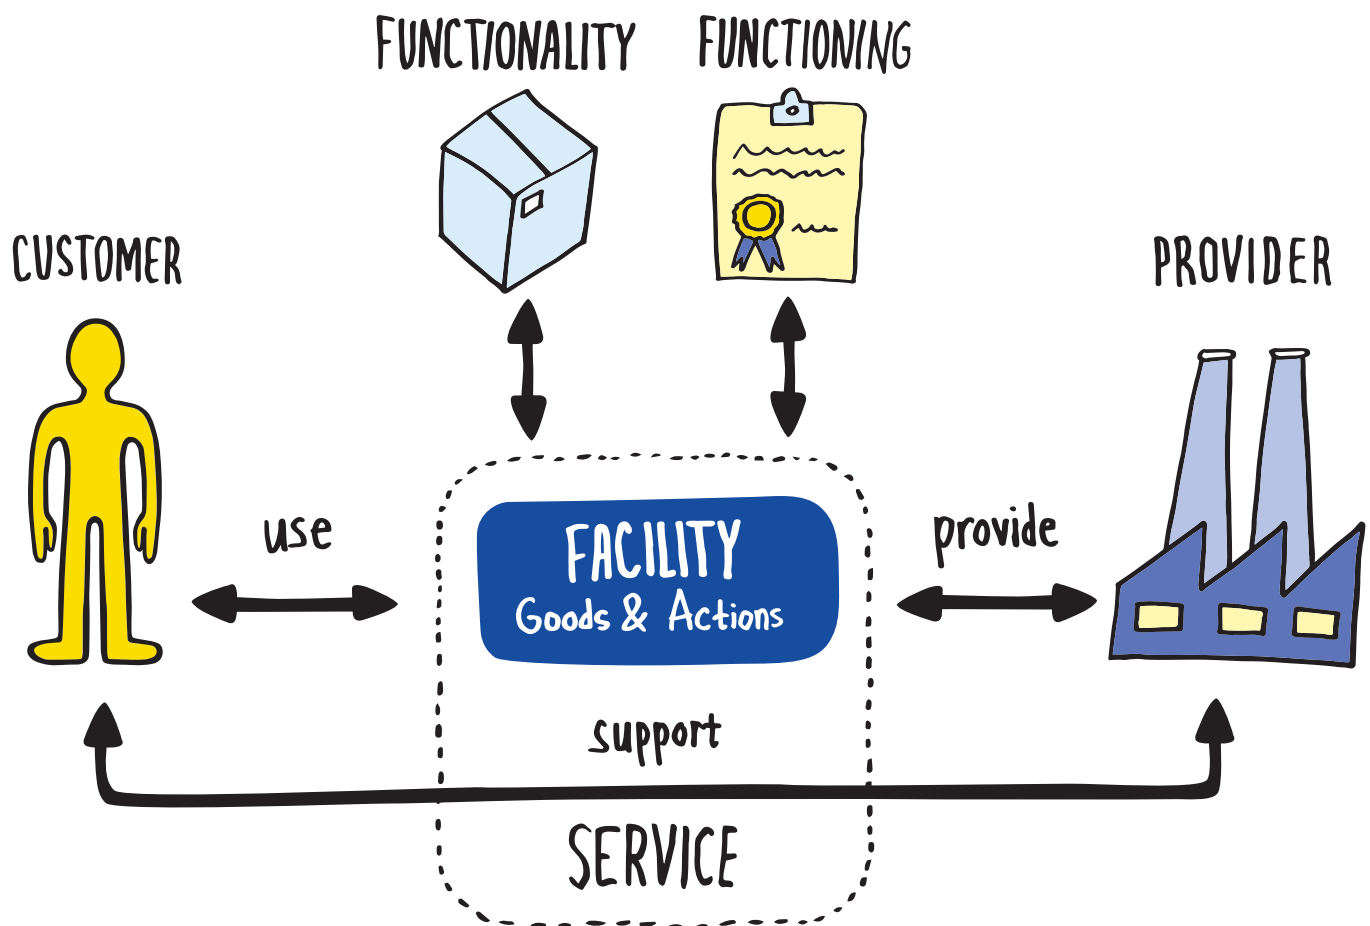 FUNCTIONALITY
FUNCTIONING
CUSTOMER
PROVIDER
use
FACILITY
Goods & Actions
provide
support
SERVICE